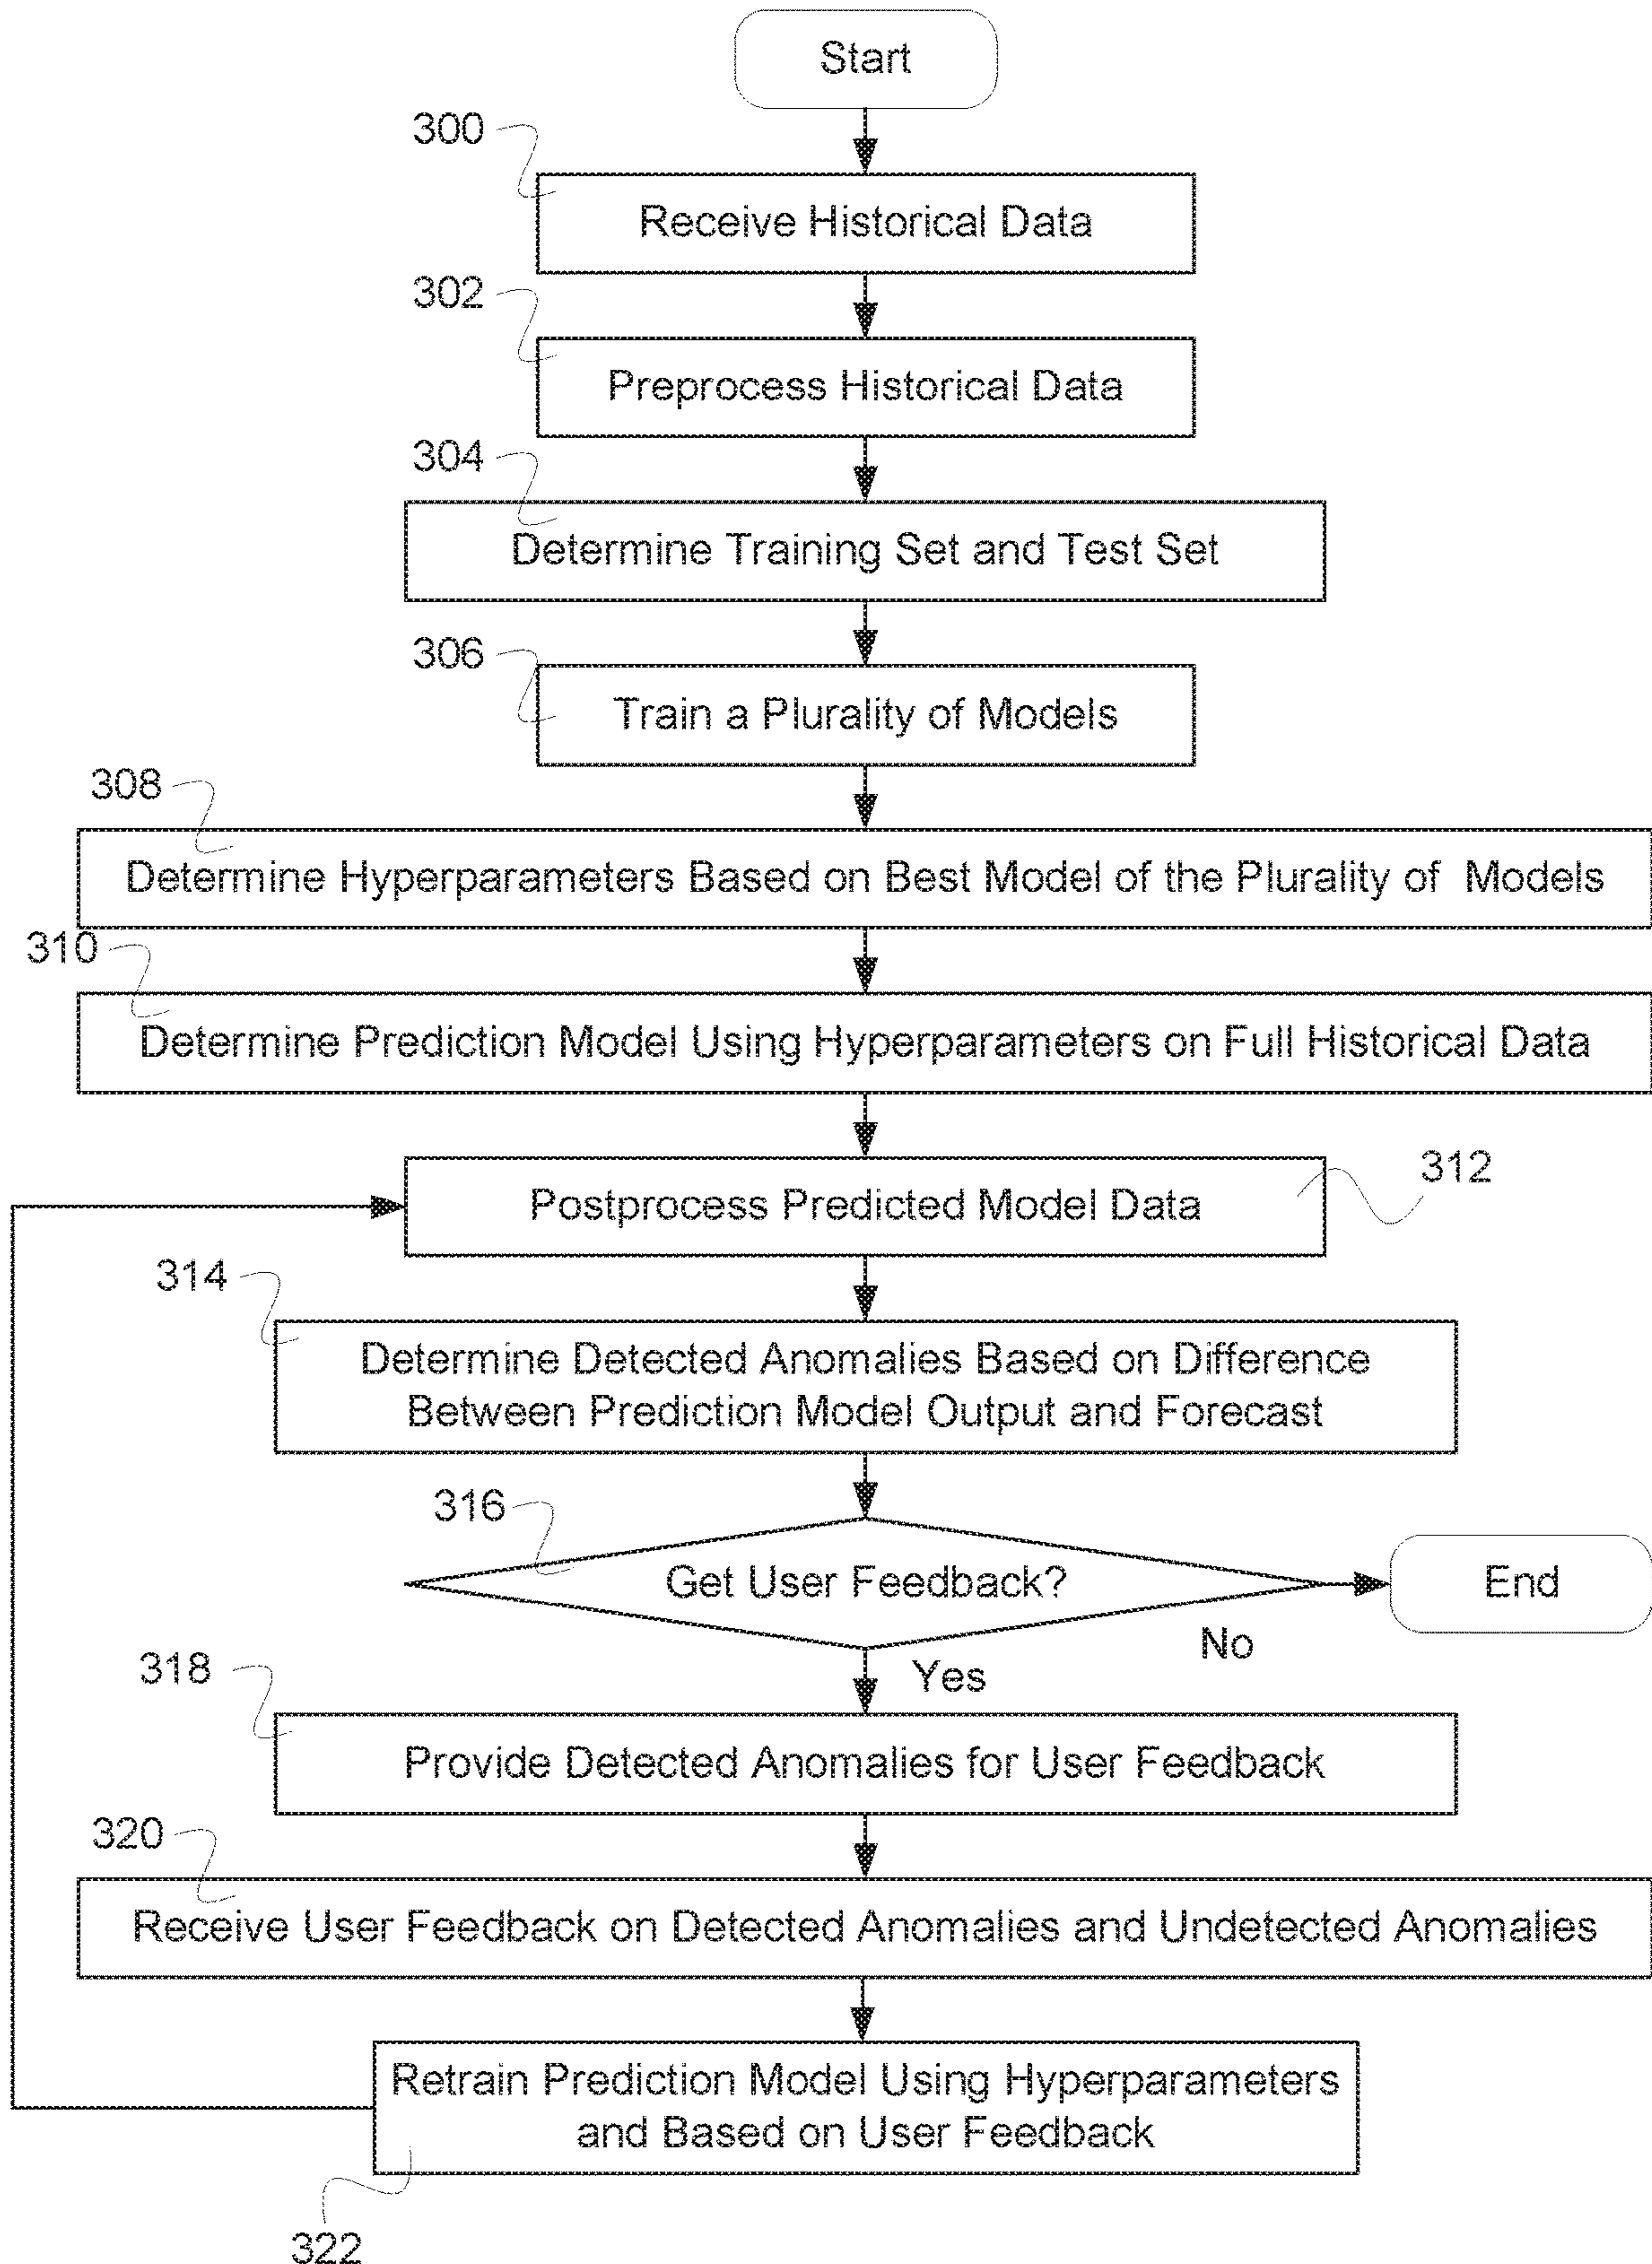 Start
300
Receive Historical Data
302
Preprocess Historical Data
304
Determine Training Set and Test Set
306
Train a Plurality of Models
308
Determine Hyperparameters Based on Best Model of the Plurality of Models
310
Determine Prediction Model Using Hyperparameters on Full Historical Data
312
Postprocess Predicted Model Data
314
Determine Detected Anomalies Based on Difference
Between Prediction Model Output and Forecast
316
Get User Feedback?
End
No
Yes
318
Provide Detected Anomalies for User Feedback
320
Receive User Feedback on Detected Anomalies and Undetected Anomalies
Retrain Prediction Model Using Hyperparameters
and Based on User Feedback
322